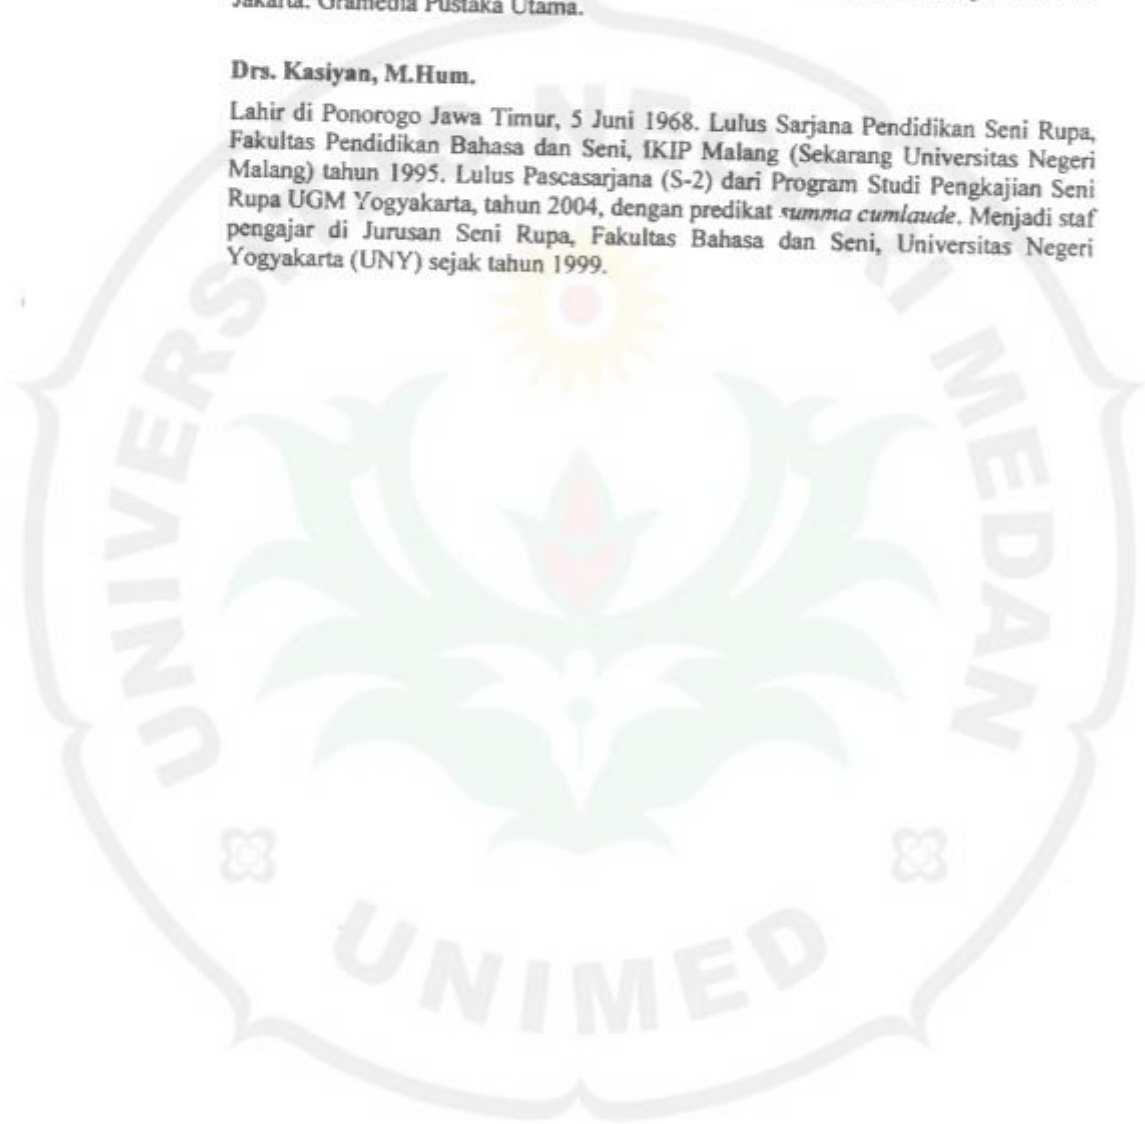 Jakarta: Gramedia Pustaka Utama.
Drs. Kasiyan, M.Hum.
Lahir di Ponorogo Jawa Timur, 5 Juni 1968. Lulus Sarjana Pendidikan Seni Rupa,
Fakultas Pendidikan Bahasa dan Seni, IKIP Malang (Sekarang Universitas Negeri
Malang) tahun 1995. Lulus Pascasarjana (S-2) dari Program Studi Pengkajian Seni
Rupa UGM Yogyakarta, tahun 2004, dengan predikat summa cumlaude. Menjadi staf
pengajar di Jurusan Seni Rupa, Fakultas Bahasa dan Seni, Universitas Negeri
Yogyakarta (UNY) sejak tahun 1999.
UNIVERSITAS NEGERI MEDAN
UNIMED